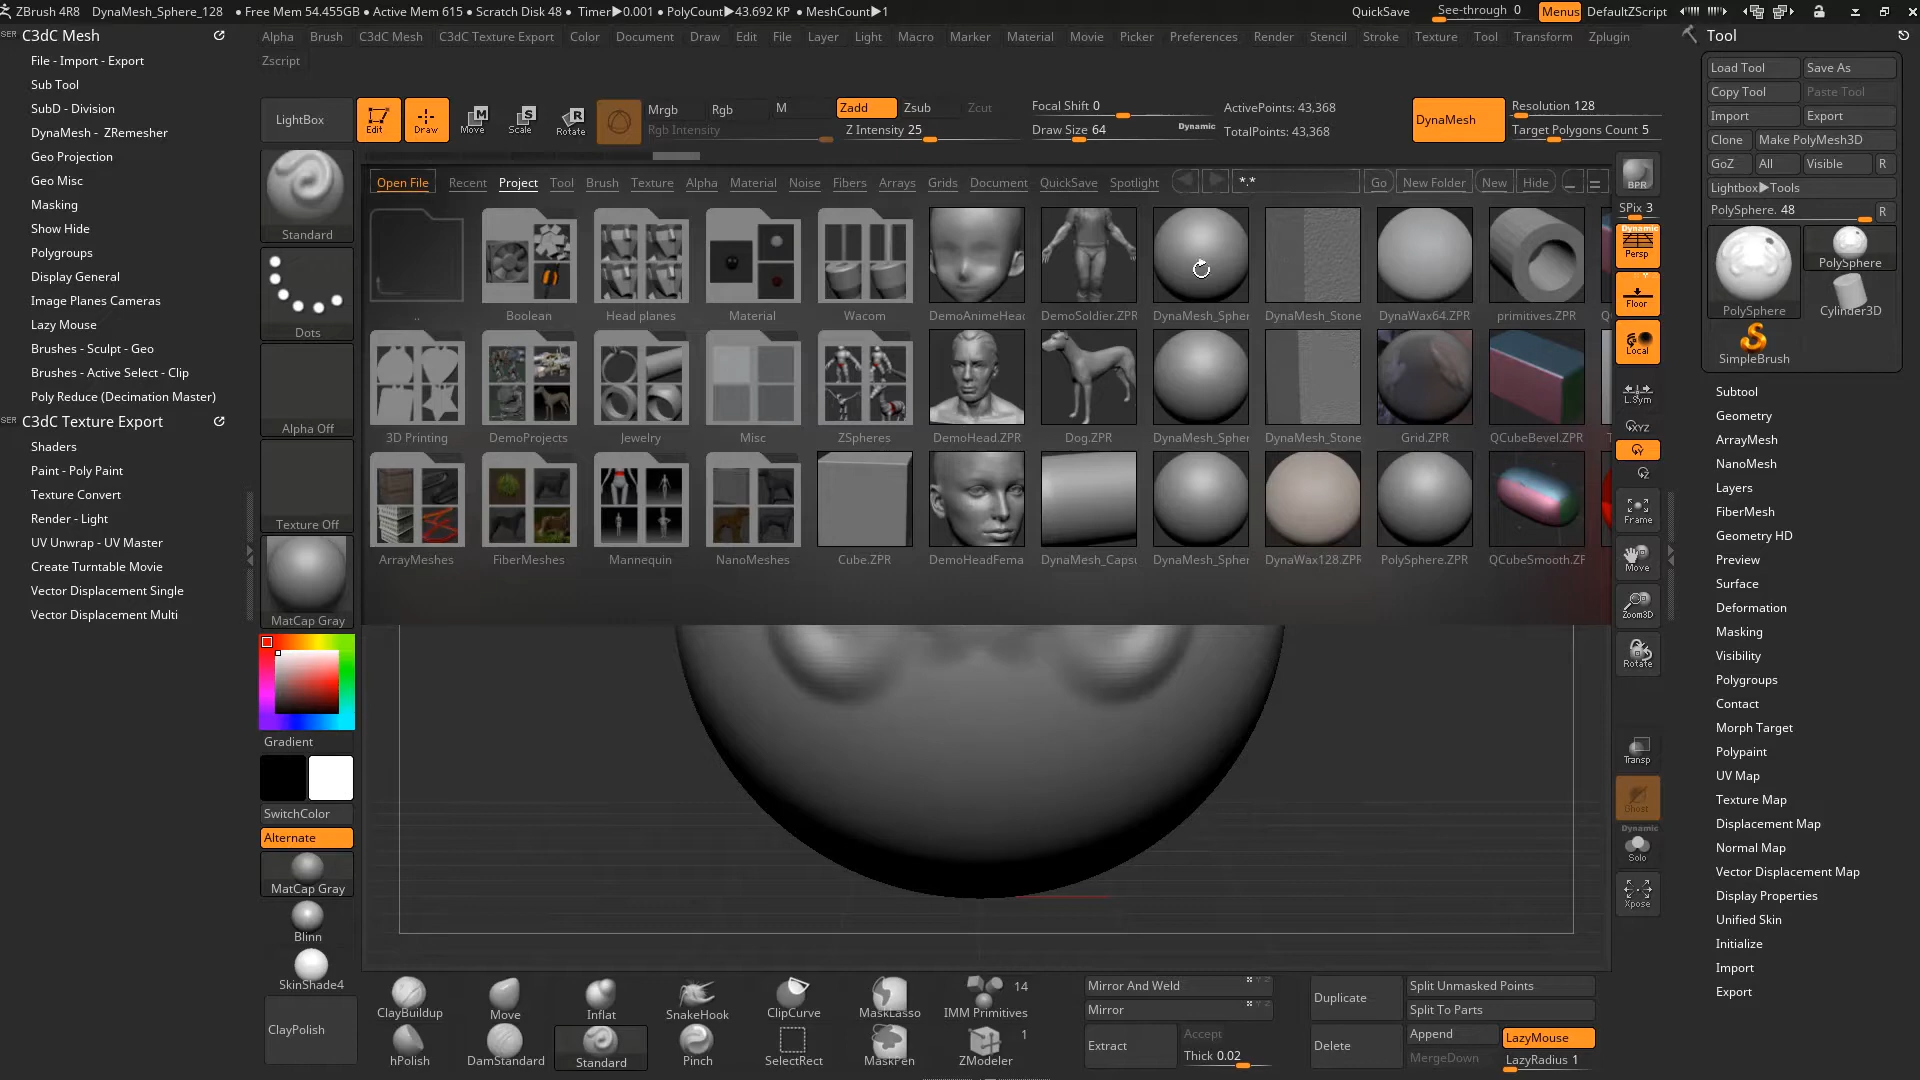 ZBrush 4R8 DynaMesh_Sphere_128 • Free Mem 54.455GB • Active Mem 615 • Scratch Disk 48 • Timer▶0.001 • PolyCount▶43.692 KP • MeshCount▶1 QuickSave See-through 0 Menus DefaultZScript
SER C3dC Mesh
File - Import - Export
Sub Tool
SubD - Division
DynaMesh - ZRemesher
Geo Projection
Geo Misc
Masking
Show Hide
Polygroups
Display General
Image Planes Cameras
Lazy Mouse
Brushes - Sculpt - Geo
Brushes - Active Select - Clip
Poly Reduce (Decimation Master)
SER C3dC Texture Export
Shaders
Paint - Poly Paint
Texture Convert
Render - Light
UV Unwrap - UV Master
Create Turntable Movie
Vector Displacement Single
Vector Displacement Multi
Alpha Brush C3dC Mesh C3dC Texture Export Color Document Draw Edit File Layer Light Macro Marker Material Movie Picker Preferences Render Stencil Stroke Texture Tool Transform Zplugin
Zscript
LightBox Edit Draw Move Scale Rotate
Mrgb Rgb M Zadd Zsub Zcut Focal Shift 0 ActivePoints: 43,368 DynaMesh Resolution 128
Rgb Intensity Z Intensity 25 Draw Size 64 Dynamic TotalPoints: 43,368 Target Polygons Count 5
Standard
Dots
Alpha Off
Texture Off
MatCap Gray
Gradient
SwitchColor
Alternate
MatCap Gray
Blinn
SkinShade4
ClayPolish
Open File Recent Project Tool Brush Texture Alpha Material Noise Fibers Arrays Grids Document QuickSave Spotlight *.* Go New Folder New Hide
.. Boolean Head planes Material Wacom DemoAnimeHead DemoSoldier.ZPR DynaMesh_Spher DynaMesh_Stone DynaWax64.ZPR primitives.ZPR
3D Printing DemoProjects Jewelry Misc ZSpheres DemoHead.ZPR Dog.ZPR DynaMesh_Spher DynaMesh_Stone Grid.ZPR QCubeBevel.ZPR
ArrayMeshes FiberMeshes Mannequin NanoMeshes Cube.ZPR DemoHeadFema DynaMesh_Capsu DynaMesh_Spher DynaWax128.ZPR PolySphere.ZPR QCubeSmooth.ZF
BPR
SPix 3
Dynamic
Persp
Floor
Local
L.Sym
XYZ
Y
Z
Frame
Move
Zoom3D
Rotate
Transp
Ghost
Dynamic
Solo
Xpose
Tool
Load Tool Save As
Copy Tool Paste Tool
Import Export
Clone Make PolyMesh3D
GoZ All Visible R
Lightbox▶Tools
PolySphere. 48 R
PolySphere
PolySphere Cylinder3D
SimpleBrush
Subtool
Geometry
ArrayMesh
NanoMesh
Layers
FiberMesh
Geometry HD
Preview
Surface
Deformation
Masking
Visibility
Polygroups
Contact
Morph Target
Polypaint
UV Map
Texture Map
Displacement Map
Normal Map
Vector Displacement Map
Display Properties
Unified Skin
Initialize
Import
Export
ClayBuildup Move Inflat SnakeHook ClipCurve MaskLasso IMM Primitives 14
hPolish DamStandard Standard Pinch SelectRect MaskPen ZModeler 1
Mirror And Weld
Mirror
Extract Accept
Thick 0.02
Duplicate Split Unmasked Points
Split To Parts
Delete Append LazyMouse
MergeDown LazyRadius 1